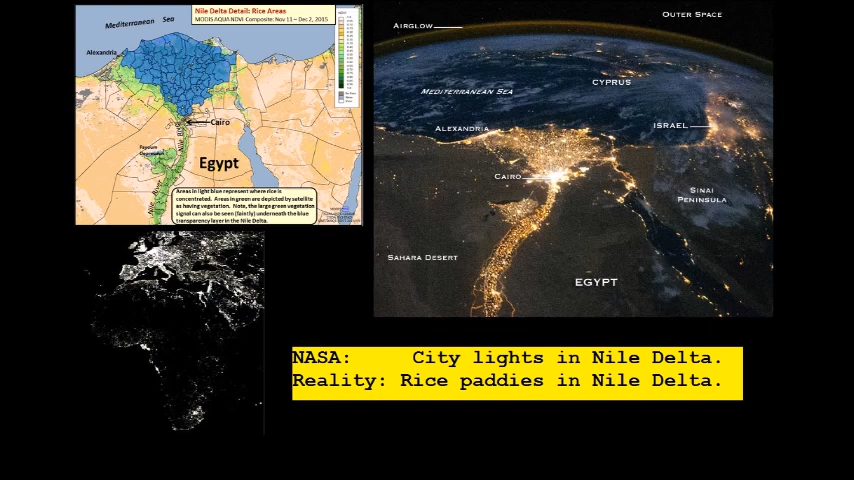 Mediterranean Sea
Nile Delta Detail: Rice Areas
MODIS AQUA NDVI Composite: Nov 11 – Dec 2, 2015
Alexandria
Cairo
Nile River
Fayoum
Depression
Egypt
Areas in light blue represent where rice is
concentrated. Areas in green are depicted by satellite
as having vegetation. Note, the large green vegetation
signal can also be seen (faintly) underneath the blue
transparency layer in the Nile Delta.
AIRGLOW
OUTER SPACE
CYPRUS
MEDITERRANEAN SEA
ALEXANDRIA
ISRAEL
CAIRO
SINAI
PENINSULA
SAHARA DESERT
EGYPT
NASA: City lights in Nile Delta.
Reality: Rice paddies in Nile Delta.